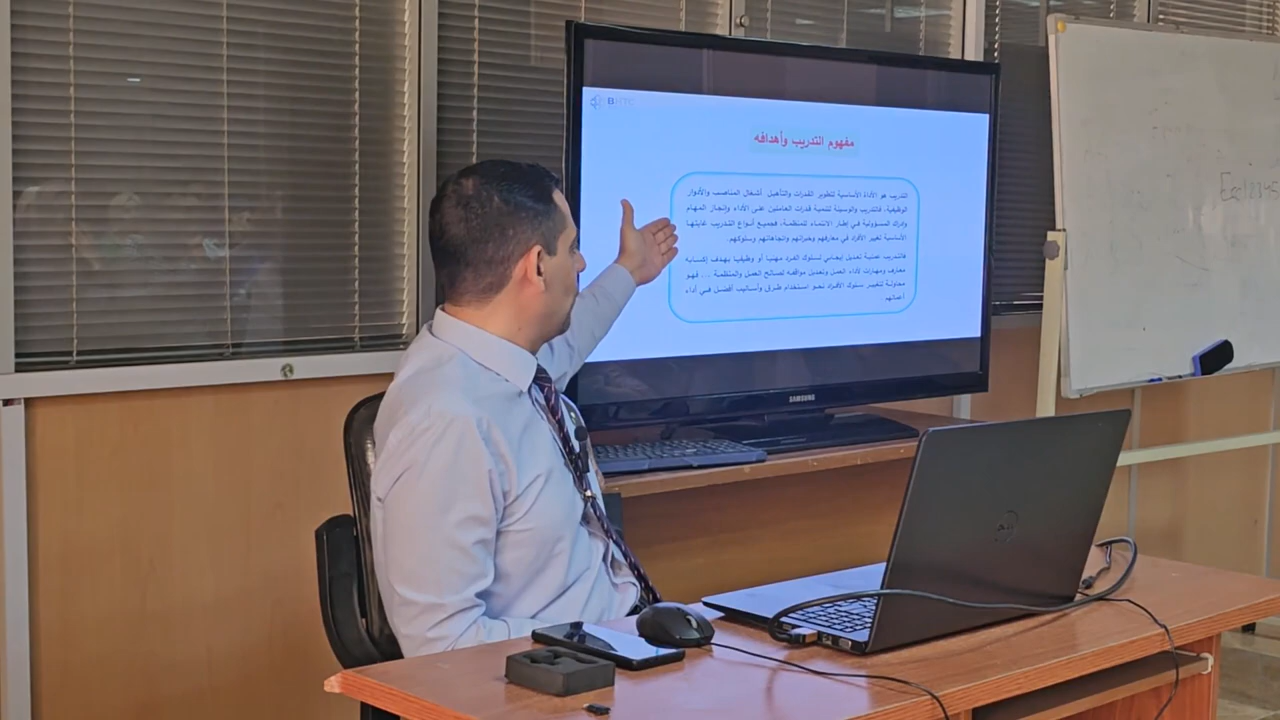 BHTC
مفهوم التدريب وأهدافه
التدريب هو الأداة الأساسية لتطوير القدرات والتأهيل أشغال المناصب والأدوار
الوظيفية، فالتدريب والوسيلة لتنمية قدرات العاملين على الأداء وإنجاز المهام
وإدراك المسؤولية في إطار الانتماء للمنظمة، فجميع أنواع التدريب غايتها
الأساسية تغيير الأفراد في معارفهم وخبراتهم واتجاهاتهم وسلوكهم.
فالتدريب عملية تعديل إيجابي لسلوك الفرد مهنيا أو وظيفيا بهدف إكسابه
معارف ومهارات لأداء العمل وتعديل مواقفه لصالح العمل والمنظمة ... فهو
محاولة لتغيير سلوك الأفراد نحو استخدام طرق وأساليب أفضل في أداء
أعمالهم
SAMSUNG
DELL